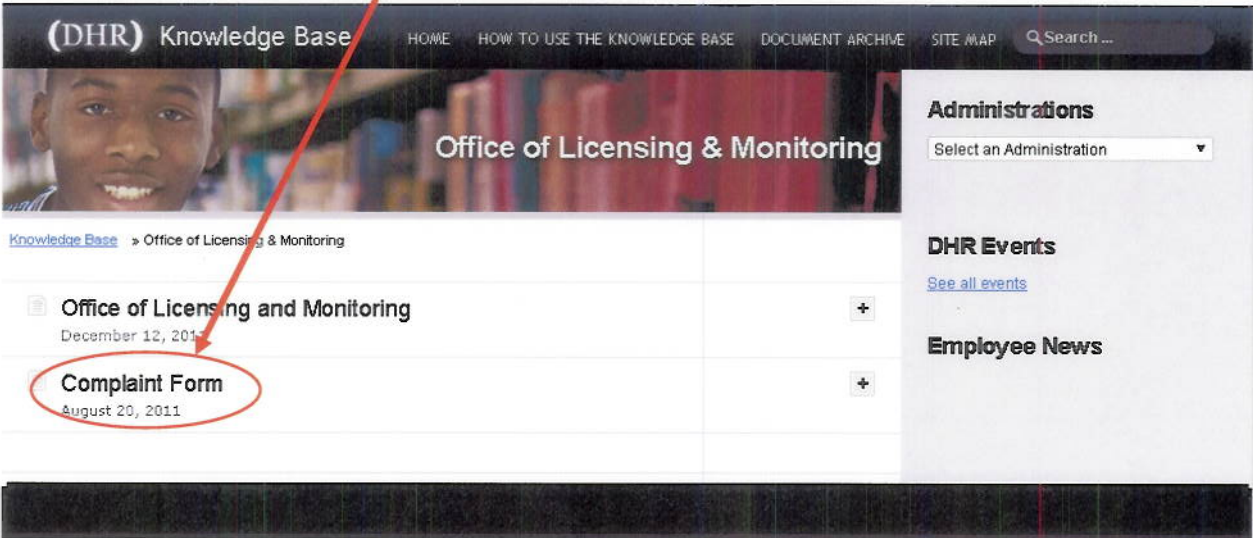 (DHR) Knowledge Base HOME HOW TO USE THE KNOWLEDGE BASE DOCUMENT ARCHIVE SITE MAP Search ...
Office of Licensing & Monitoring
Knowledge Base » Office of Licensing & Monitoring
Office of Licensing and Monitoring
December 12, 201
Complaint Form
August 20, 2011
Administrations
Select an Administration
DHR Events
See all events
Employee News